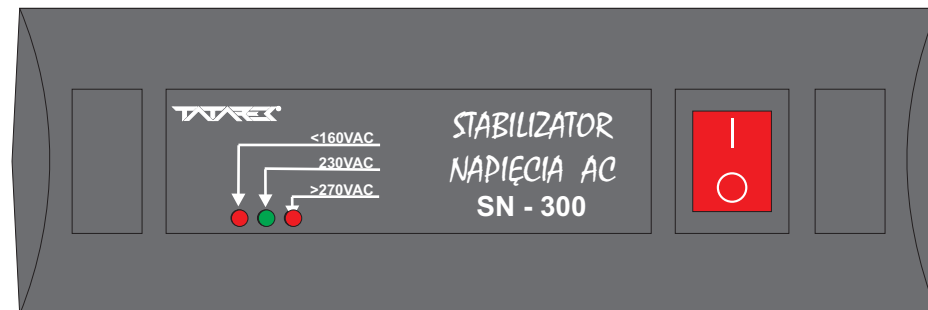 TATAREK
<160VAC
230VAC
>270VAC
STABILIZATOR
NAPIĘCIA AC
SN - 300